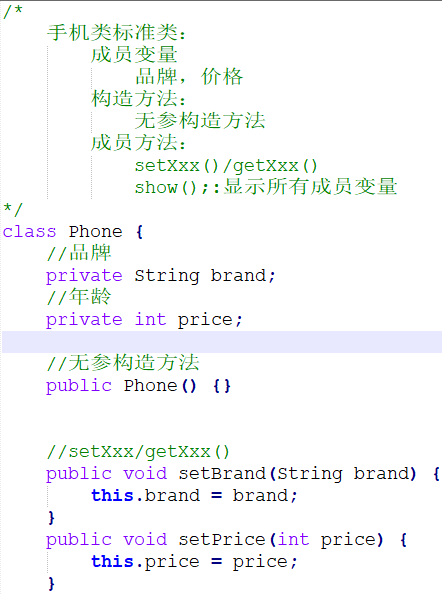 /*
手机类标准类：
成员变量
品牌，价格
构造方法：
无参构造方法
成员方法：
setXxx()/getXxx()
show();:显示所有成员变量
*/
class Phone {
//品牌
private String brand;
//年龄
private int price;
//无参构造方法
public Phone() {}
//setXxx/getXxx()
public void setBrand(String brand) {
this.brand = brand;
}
public void setPrice(int price) {
this.price = price;
}